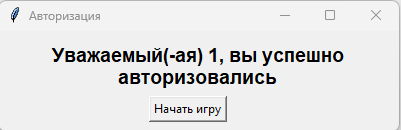 Авторизация
Уважаемый(-ая) 1, вы успешно
авторизовались
Начать игру